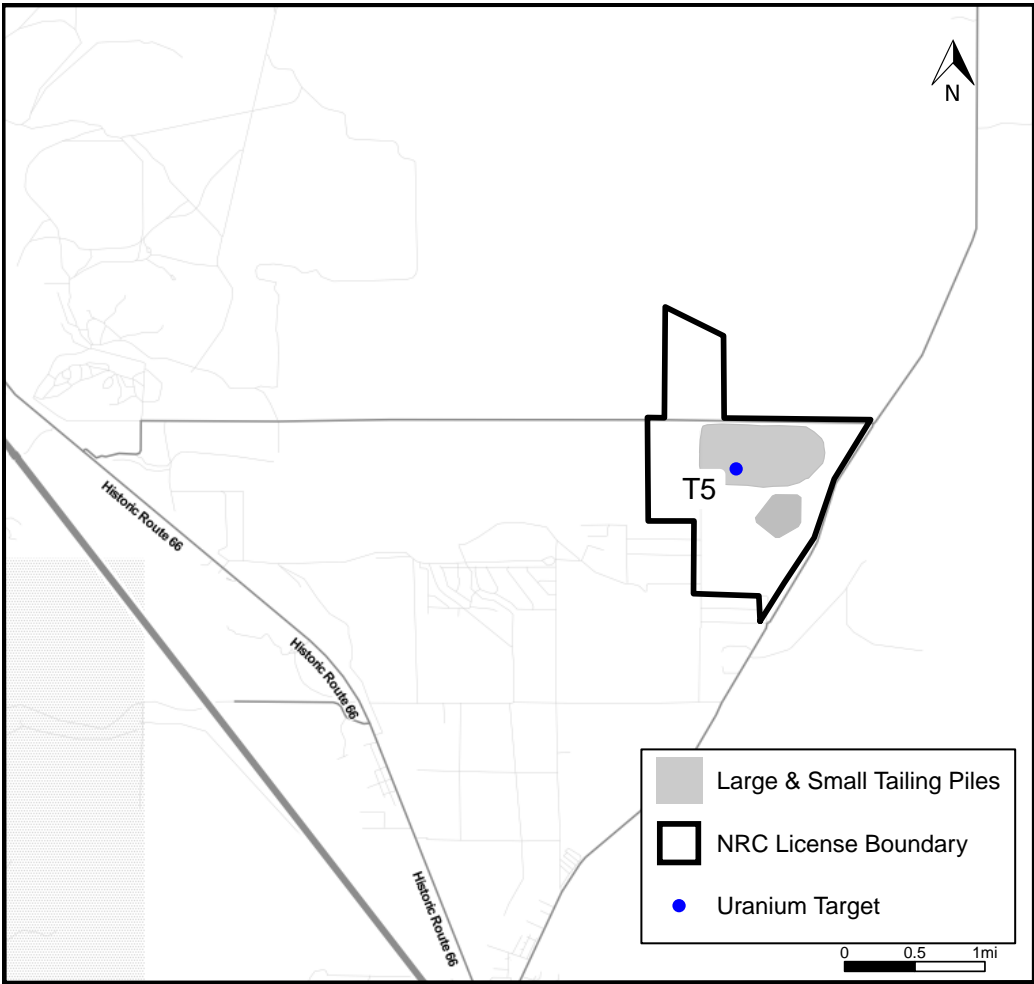 N
T5
Historic Route 66
Historic Route 66
Historic Route 66
Large & Small Tailing Piles
NRC License Boundary
Uranium Target
0 0.5 1mi